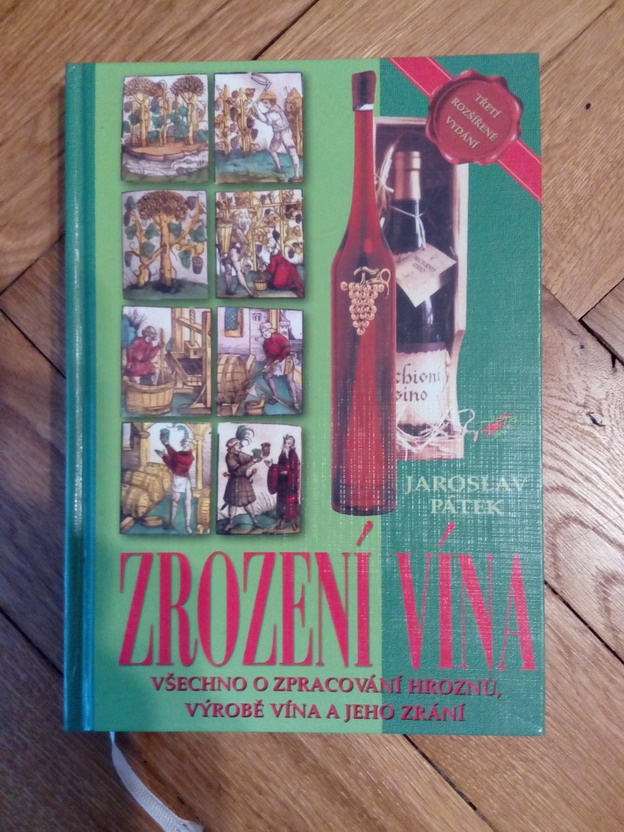 TŘETÍ
ROZŠÍŘENÉ
VYDÁNÍ
JAROSLAV
PÁTEK
ZROZENÍ VÍNA
VŠECHNO O ZPRACOVÁNÍ HROZNŮ,
VÝROBĚ VÍNA A JEHO ZRÁNÍ